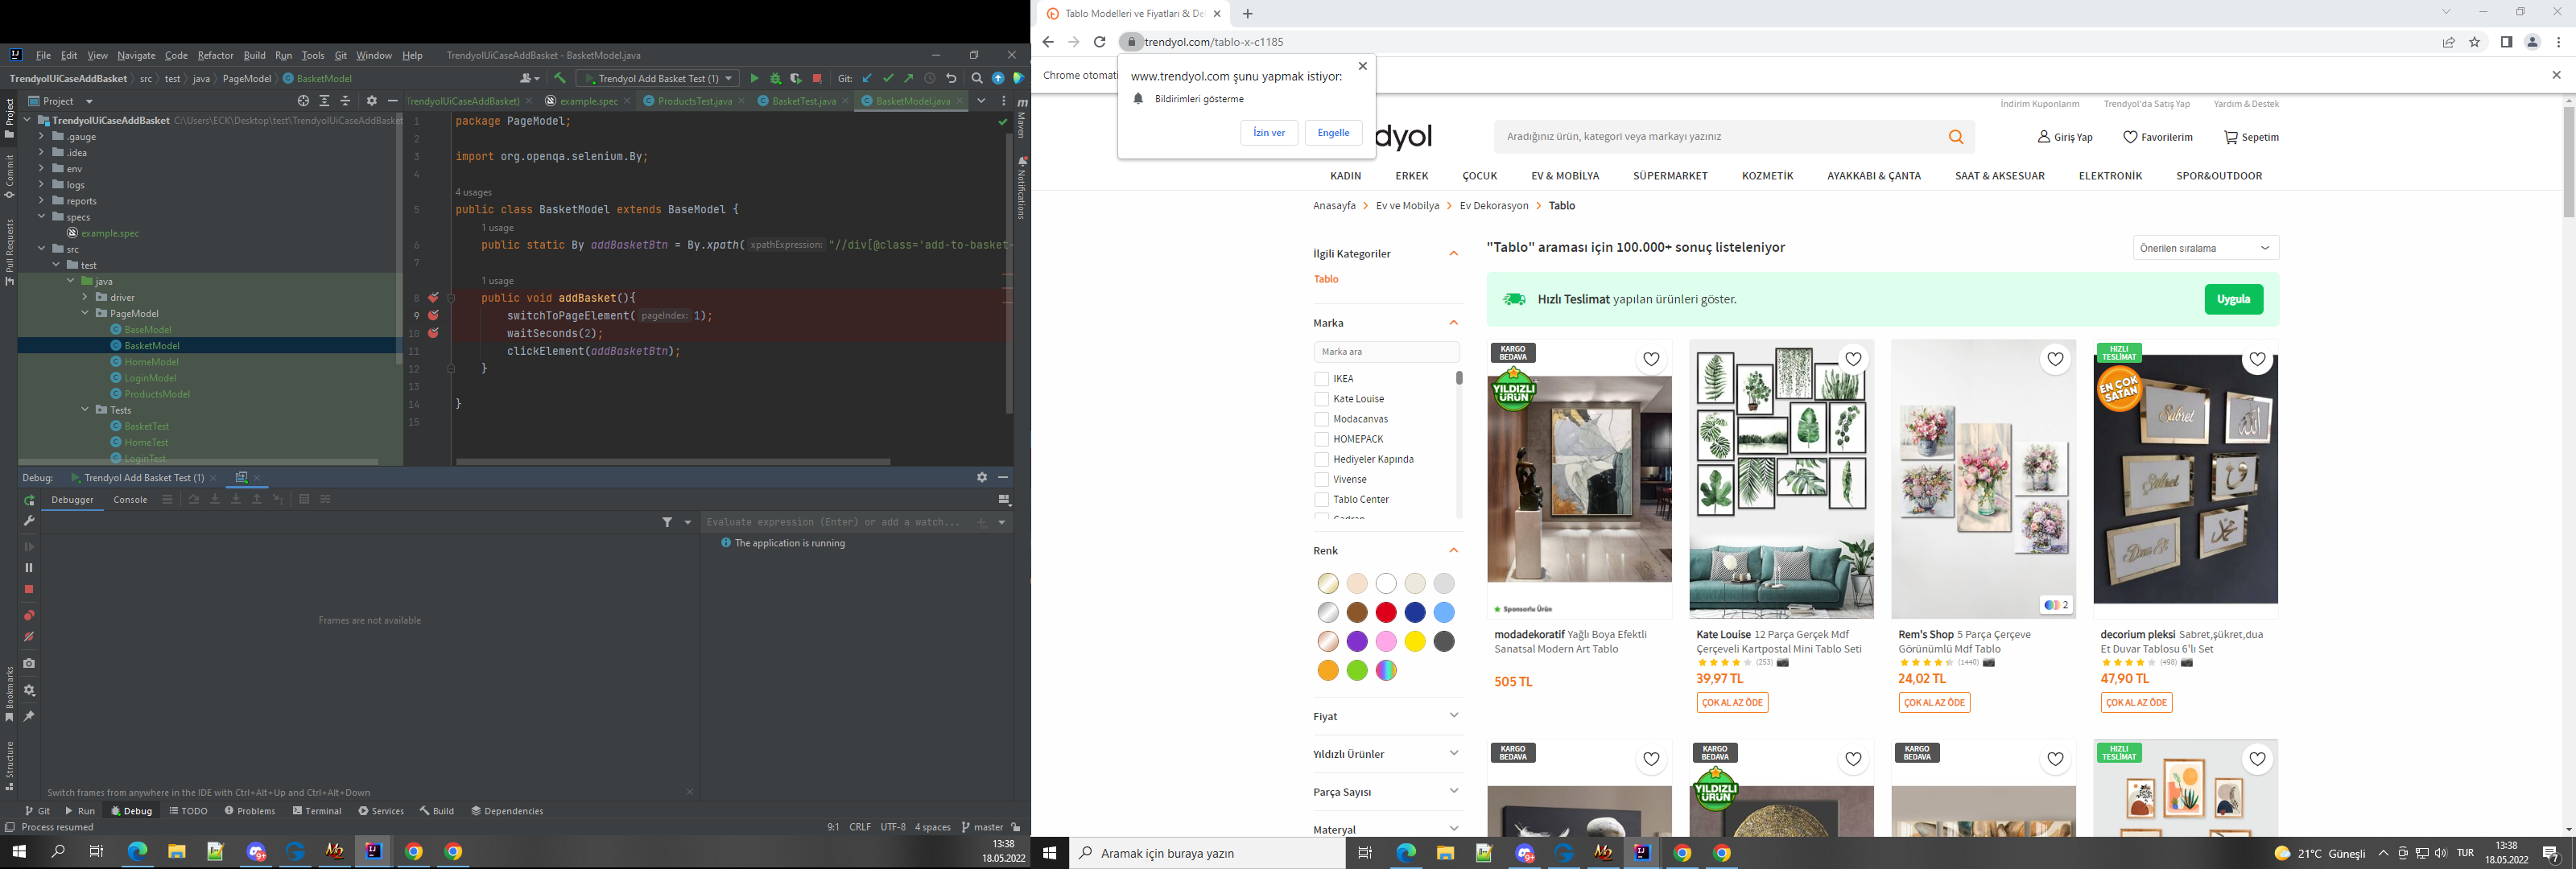 File Edit View Navigate Code Refactor Build Run Tools Git Window Help TrendyolUiCaseAddBasket - BasketModel.java
TrendyolUiCaseAddBasket src test java PageModel BasketModel
Trendyol Add Basket Test (1)
Git:
Project
TrendyolUiCaseAddBasket) example.spec ProductsTest.java BasketTest.java BasketModel.java
TrendyolUiCaseAddBasket C:\Users\ECK\Desktop\test\TrendyolUiCaseAddBasket
.gauge
.idea
env
logs
reports
specs
example.spec
src
test
java
driver
PageModel
BaseModel
BasketModel
HomeModel
LoginModel
ProductsModel
Tests
BasketTest
HomeTest
LoginTest
Project
Commit
Pull Requests
Bookmarks
Structure
Maven
Notifications
1 package PageModel;
2
3 import org.openqa.selenium.By;
4
4 usages
5 public class BasketModel extends BaseModel {
1 usage
6 public static By addBasketBtn = By.xpath( xpathExpression: "//div[@class='add-to-basket-
7
1 usage
8 public void addBasket(){
9 switchToPageElement( pageIndex: 1);
10 waitSeconds(2);
11 clickElement(addBasketBtn);
12 }
13
14 }
15
Debug: Trendyol Add Basket Test (1)
Debugger Console
Evaluate expression (Enter) or add a watch...
The application is running
Frames are not available
Switch frames from anywhere in the IDE with Ctrl+Alt+Up and Ctrl+Alt+Down
Git Run Debug TODO Problems Terminal Services Build Dependencies
Process resumed
9:1 CRLF UTF-8 4 spaces master
13:38
18.05.2022
Tablo Modelleri ve Fiyatları & De
trendyol.com/tablo-x-c1185
Chrome otomati
www.trendyol.com şunu yapmak istiyor:
Bildirimleri gösterme
İzin ver Engelle
İndirim Kuponlarım Trendyol'da Satış Yap Yardım & Destek
dyol
Aradığınız ürün, kategori veya markayı yazınız
Giriş Yap Favorilerim Sepetim
KADIN ERKEK ÇOCUK EV & MOBİLYA SÜPERMARKET KOZMETİK AYAKKABI & ÇANTA SAAT & AKSESUAR ELEKTRONİK SPOR&OUTDOOR
Anasayfa Ev ve Mobilya Ev Dekorasyon Tablo
İlgili Kategoriler
Tablo
Marka
Marka ara
IKEA
Kate Louise
Modacanvas
HOMEPACK
Hediyeler Kapında
Vivense
Tablo Center
Renk
Fiyat
Yıldızlı Ürünler
Parça Sayısı
Materyal
"Tablo" araması için 100.000+ sonuç listeleniyor
Önerilen sıralama
Hızlı Teslimat yapılan ürünleri göster.
Uygula
KARGO
BEDAVA
YILDIZLI
ÜRÜN
Sponsorlu Ürün
modadekoratif Yağlı Boya Efektli
Sanatsal Modern Art Tablo
505 TL
Kate Louise 12 Parça Gerçek Mdf
Çerçeveli Kartpostal Mini Tablo Seti
(253)
39,97 TL
ÇOK AL AZ ÖDE
2
Rem's Shop 5 Parça Çerçeve
Görünümlü Mdf Tablo
(1440)
24,02 TL
ÇOK AL AZ ÖDE
HIZLI
TESLİMAT
EN ÇOK
SATAN
Sabret
Sabret
Dua Et
decorium pleksi Sabret,şükret,dua
Et Duvar Tablosu 6'lı Set
(498)
47,90 TL
ÇOK AL AZ ÖDE
KARGO
BEDAVA
KARGO
BEDAVA
YILDIZLI
ÜRÜN
KARGO
BEDAVA
HIZLI
TESLİMAT
Aramak için buraya yazın
21°C Güneşli
TUR
13:38
18.05.2022
7